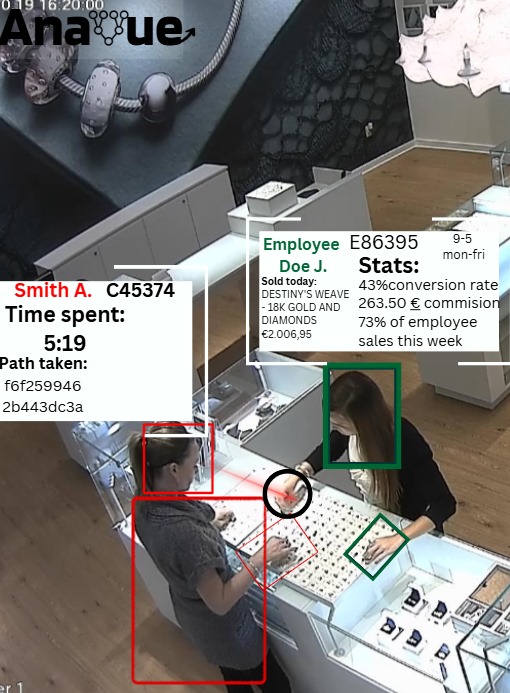 0.19 16:20:00
AnaVue
Employee E86395 9-5
Doe J. mon-fri
Stats:
Sold today:
DESTINY'S WEAVE
- 18K GOLD AND
DIAMONDS
€2.006,95
43%conversion rate
263.50 € commision
73% of employee
sales this week
Smith A. C45374
Time spent:
5:19
Path taken:
f6f259946
2b443dc3a
er 1